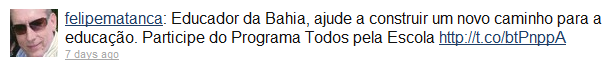 felipematanca: Educador da Bahia, ajude a construir um novo caminho para a
educação. Participe do Programa Todos pela Escola http://t.co/btPnppA
7 days ago